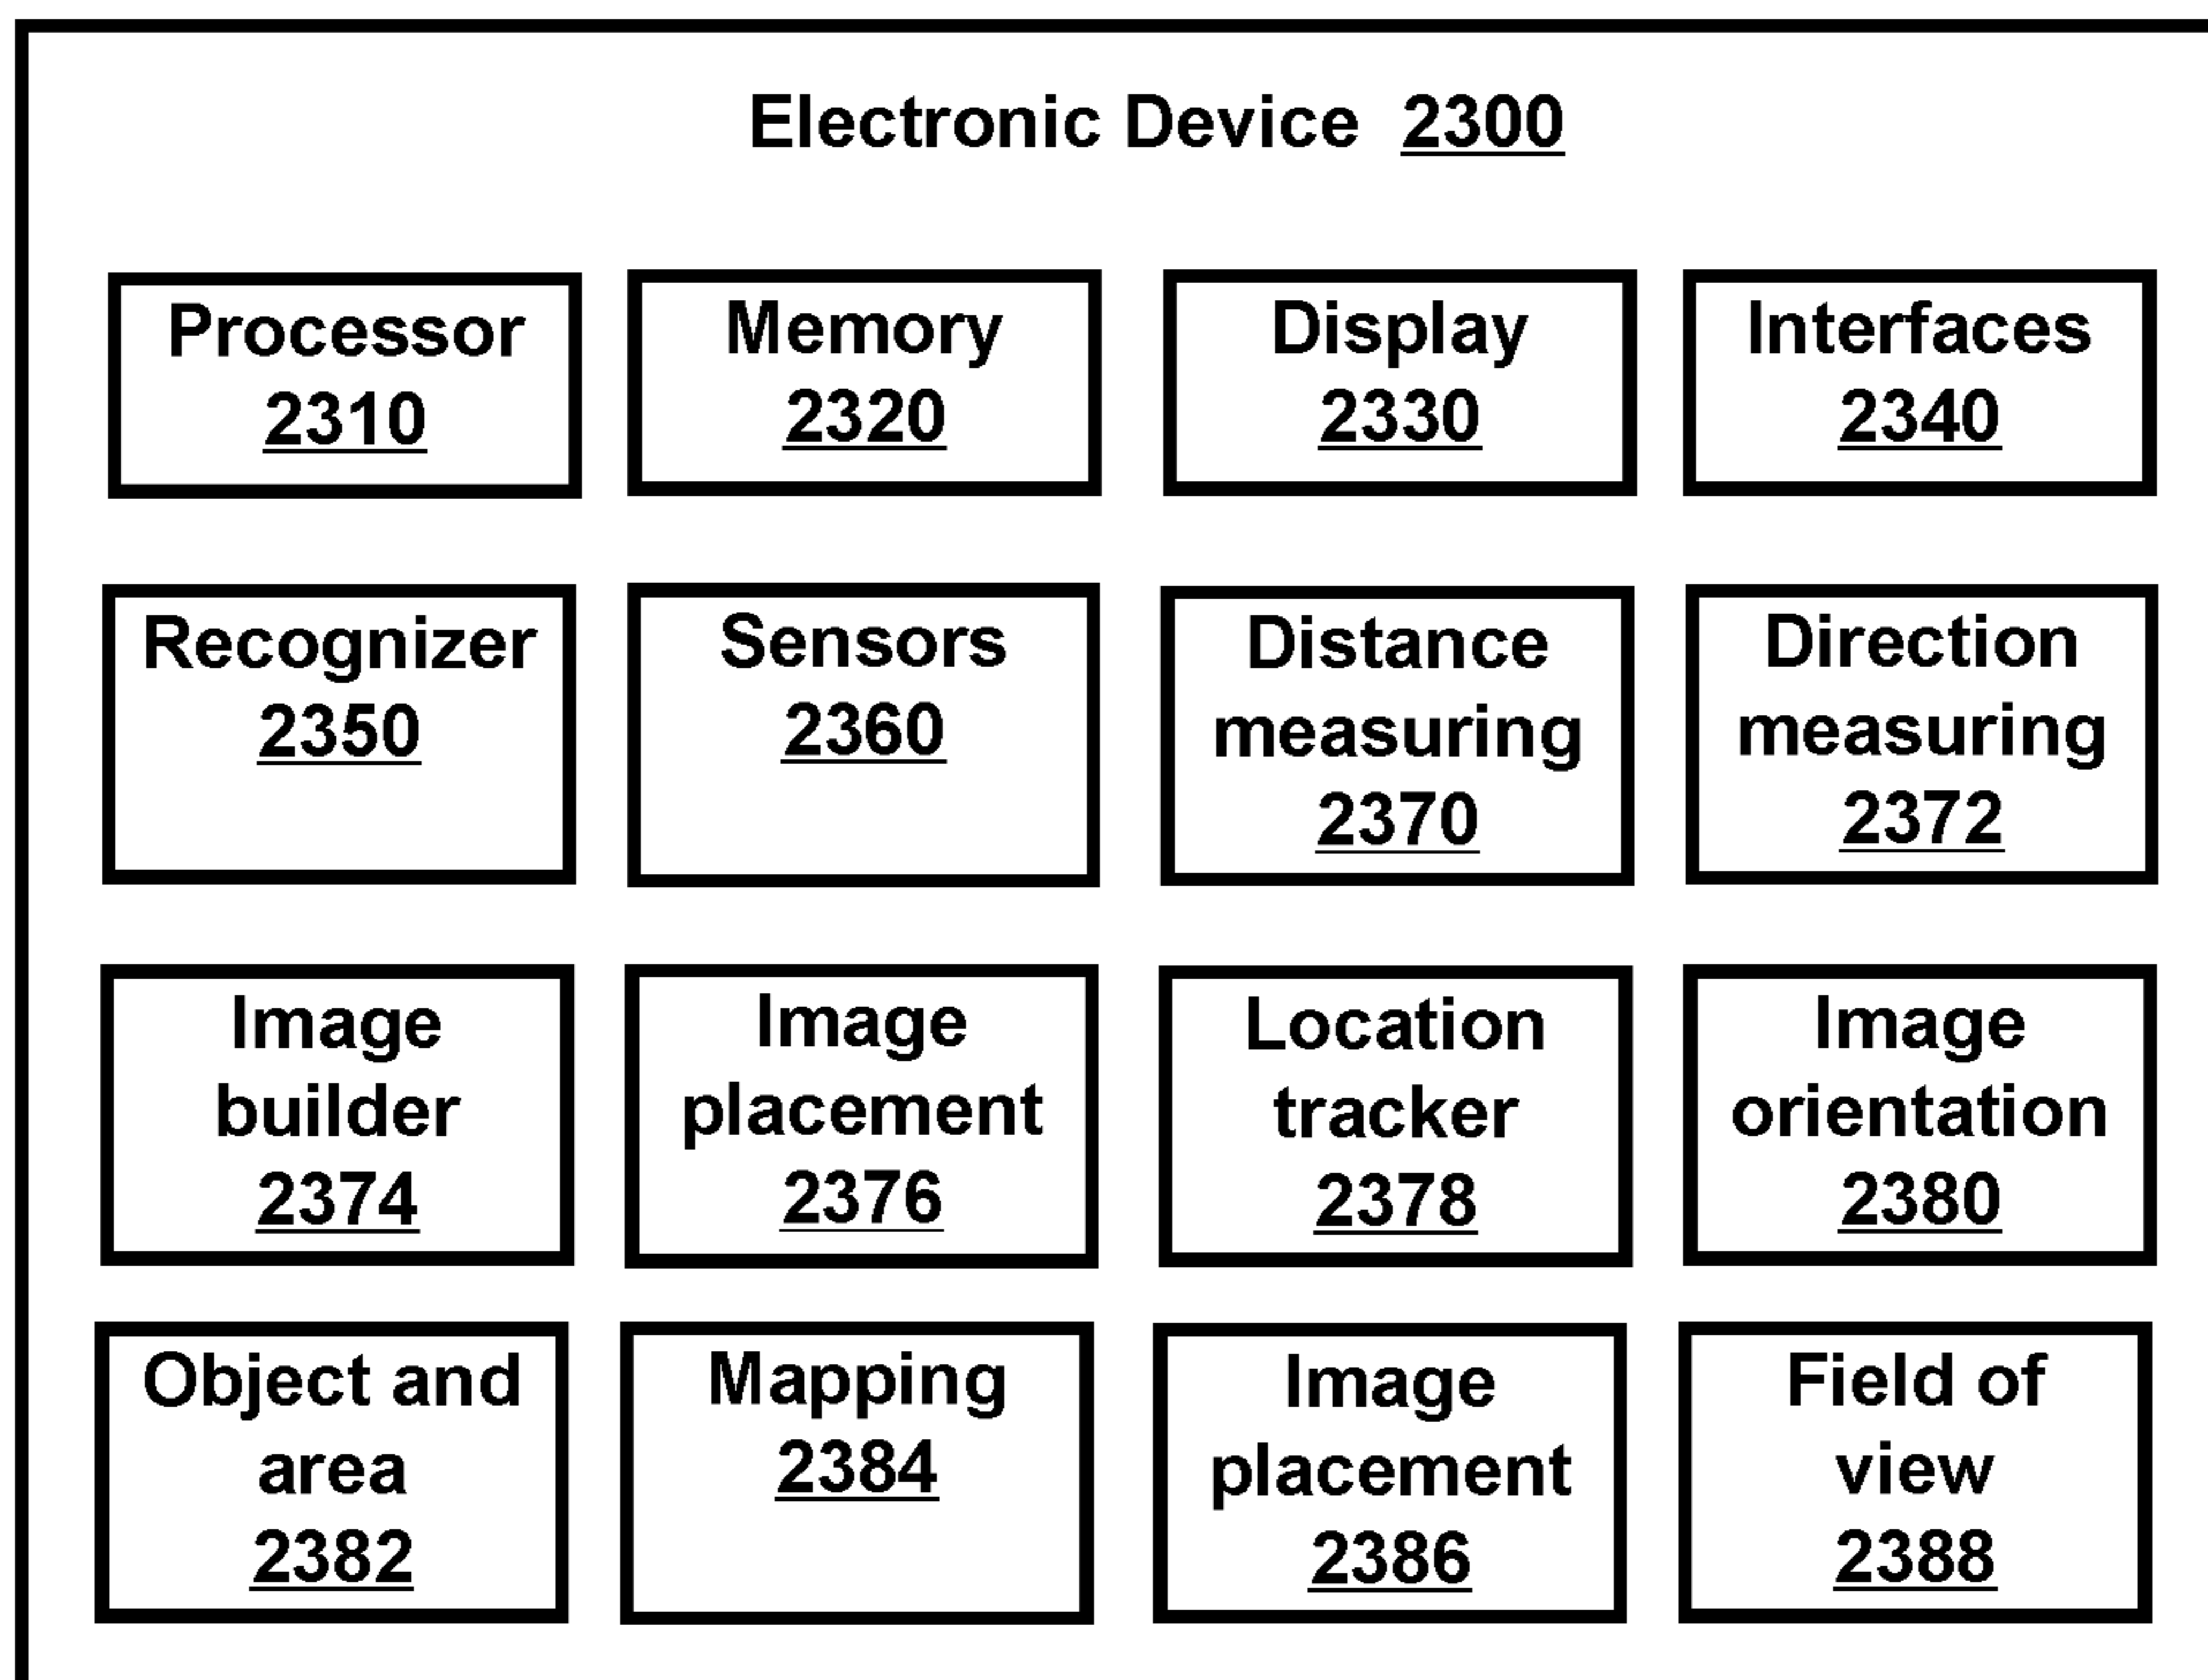 Electronic Device 2300
Processor
2310
Memory
2320
Display
2330
Interfaces
2340
Recognizer
2350
Sensors
2360
Distance
measuring
2370
Direction
measuring
2372
Image
builder
2374
Image
placement
2376
Location
tracker
2378
Image
orientation
2380
Object and
area
2382
Mapping
2384
Image
placement
2386
Field of
view
2388